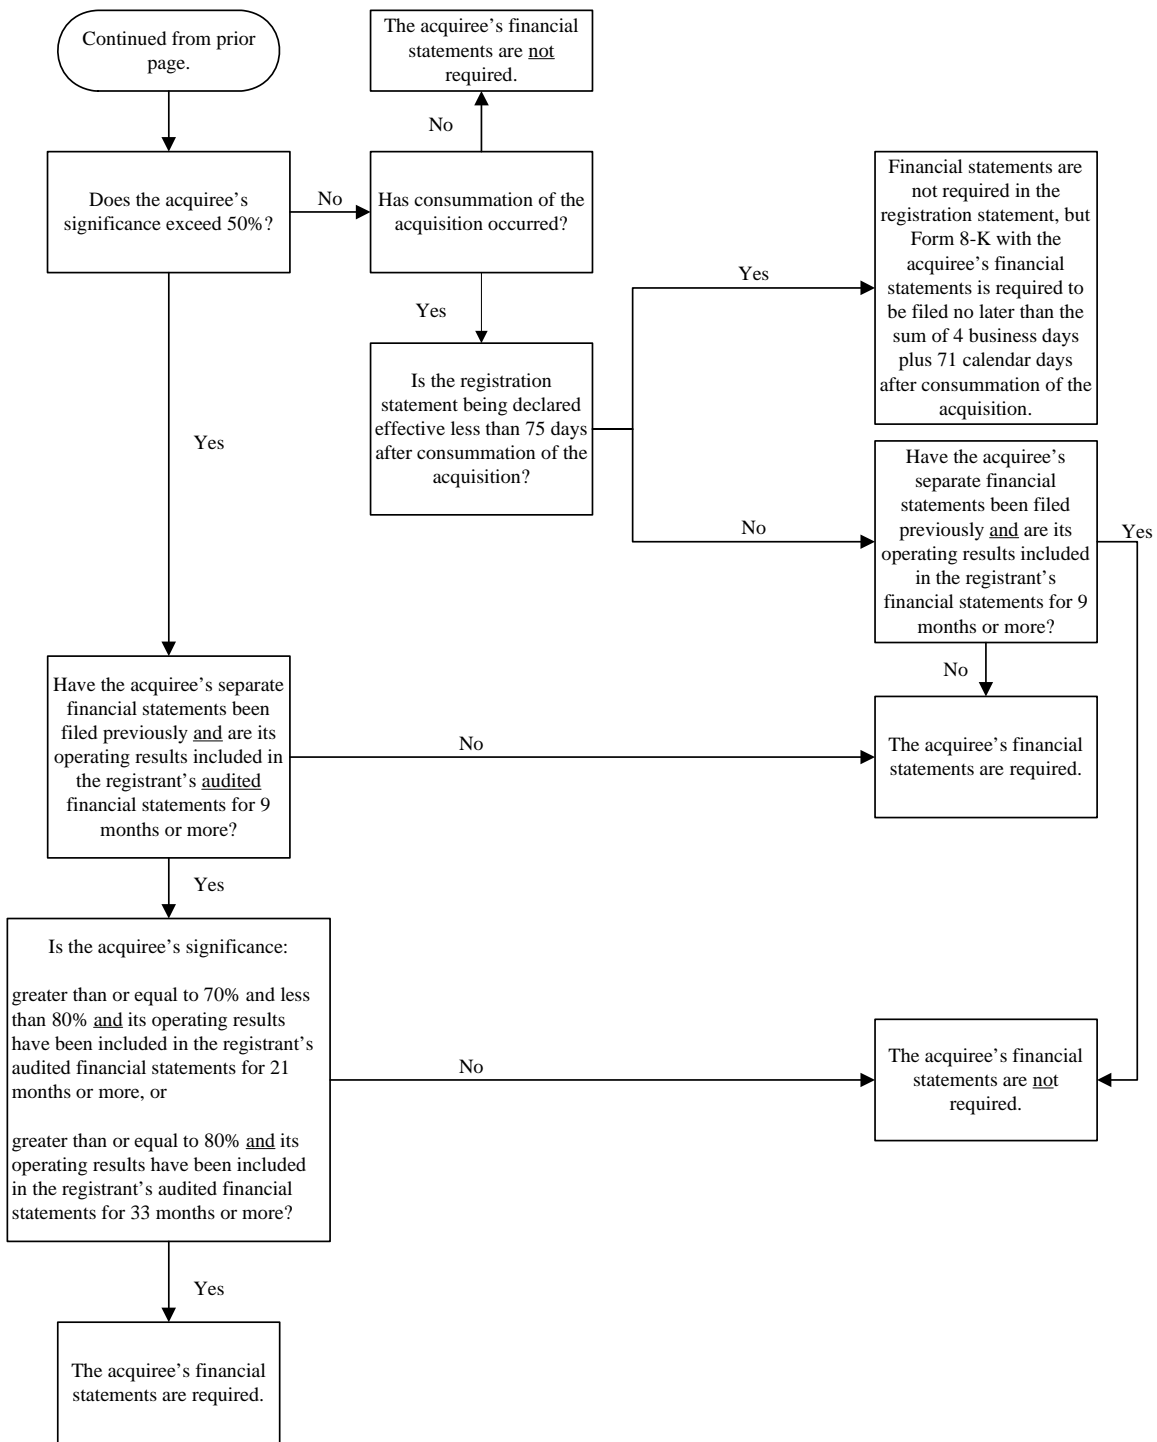 Continued from prior
page.
The acquiree’s financial
statements are not
required.
No
Does the acquiree’s
significance exceed 50%?
No
Has consummation of the
acquisition occurred?
Financial statements are
not required in the
registration statement, but
Form 8-K with the
acquiree’s financial
statements is required to
be filed no later than the
sum of 4 business days
plus 71 calendar days
after consummation of the
acquisition.
Yes
Yes
Is the registration
statement being declared
effective less than 75 days
after consummation of the
acquisition?
Yes
No
Have the acquiree’s
separate financial
statements been filed
previously and are its
operating results included
in the registrant’s
financial statements for 9
months or more?
Yes
No
Have the acquiree’s separate
financial statements been
filed previously and are its
operating results included in
the registrant’s audited
financial statements for 9
months or more?
No
The acquiree’s financial
statements are required.
Yes
Is the acquiree’s significance:
greater than or equal to 70% and less
than 80% and its operating results
have been included in the registrant’s
audited financial statements for 21
months or more, or
greater than or equal to 80% and its
operating results have been included
in the registrant’s audited financial
statements for 33 months or more?
No
The acquiree’s financial
statements are not
required.
Yes
The acquiree’s financial
statements are required.